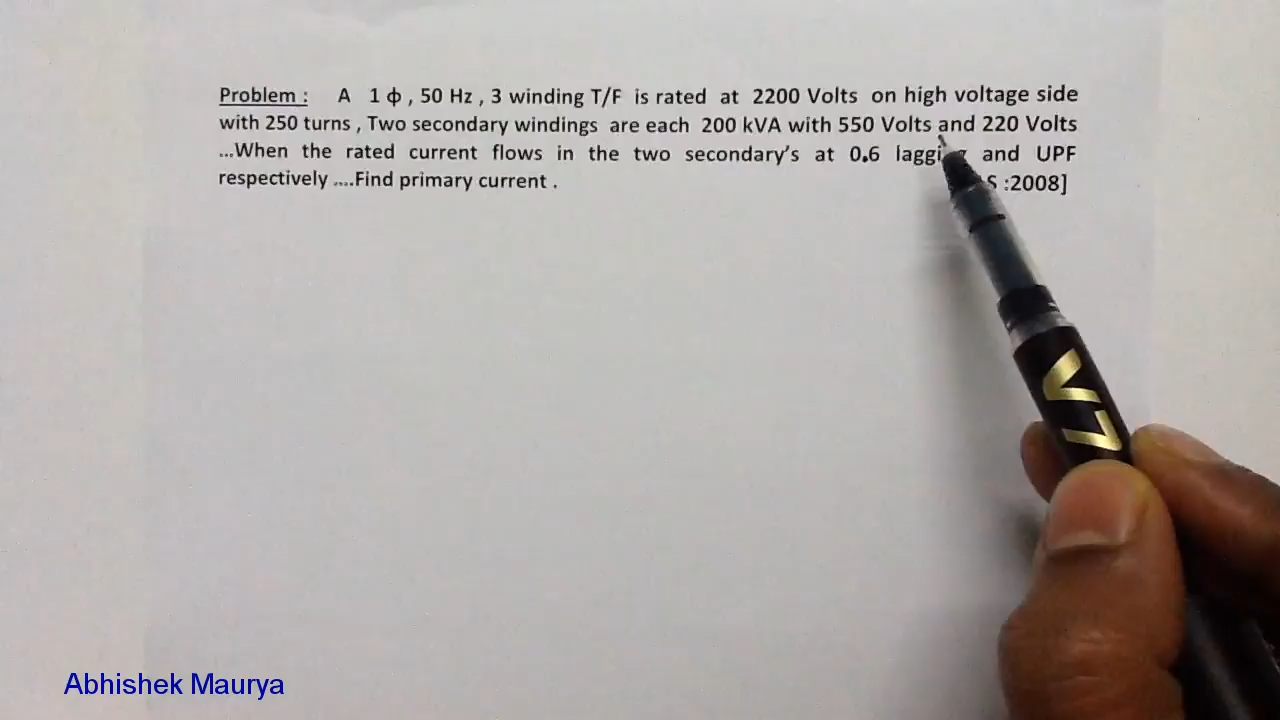 Problem : A 1 ϕ , 50 Hz , 3 winding T/F is rated at 2200 Volts on high voltage side
with 250 turns , Two secondary windings are each 200 kVA with 550 Volts and 220 Volts
...When the rated current flows in the two secondary's at 0.6 and UPF
respectively ....Find primary current . :2008]
V7
Abhishek Maurya